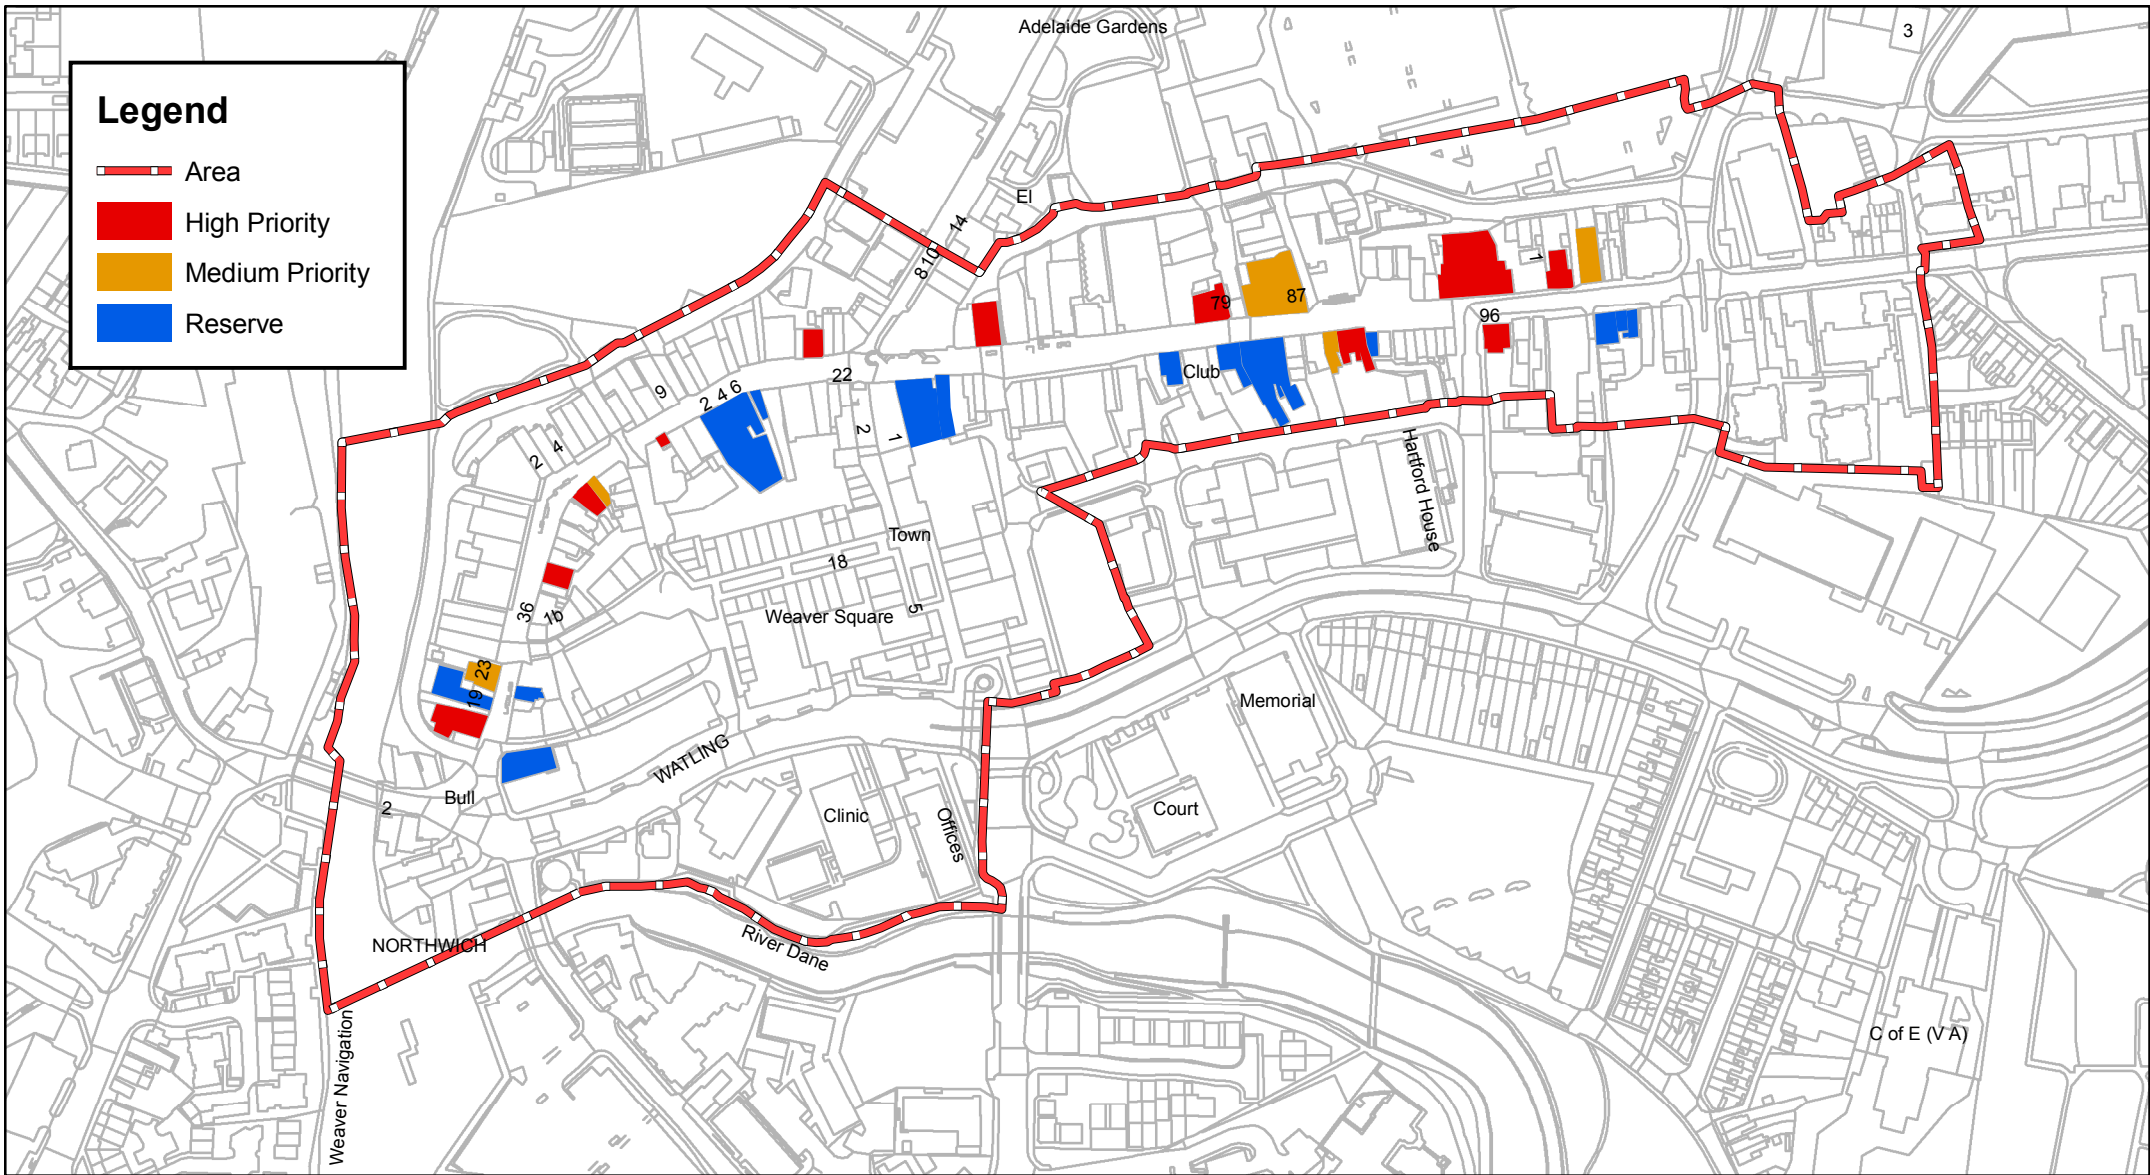 Adelaide Gardens
3
Legend
Area
High Priority
Medium Priority
Reserve
El
14
8 10
79
87
1
96
9
2 4 6
22
Club
2
1
2 4
Hartford House
Town
18
36
1b
Weaver Square
5
23
19
Memorial
WATLING
Bull
2
Clinic
Offices
Court
NORTHWICH
River Dane
Weaver Navigation
C of E (V A)